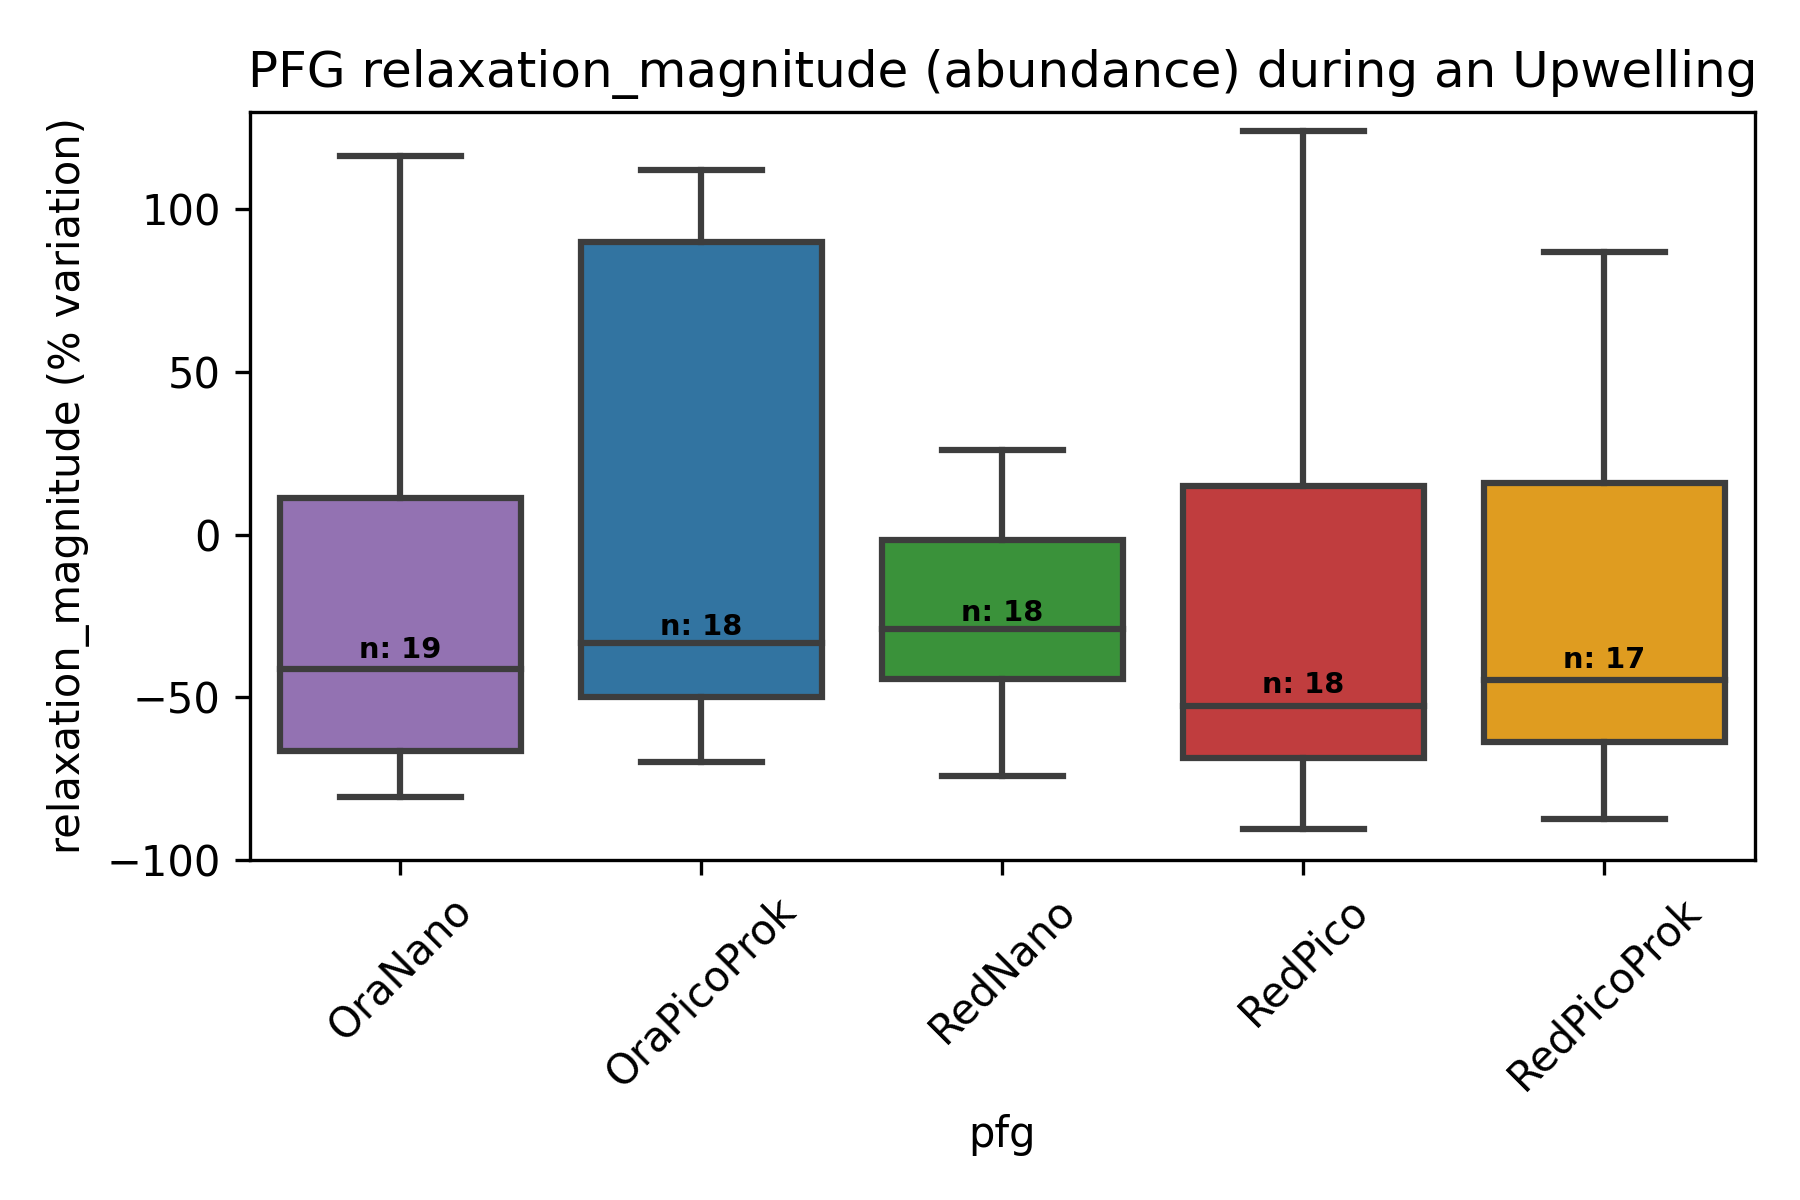 PFG relaxation_magnitude (abundance) during an Upwelling
relaxation_magnitude (% variation)
100
50
0
−50
−100
n: 19
n: 18
n: 18
n: 18
n: 17
OraNano
OraPicoProk
RedNano
RedPico
RedPicoProk
pfg